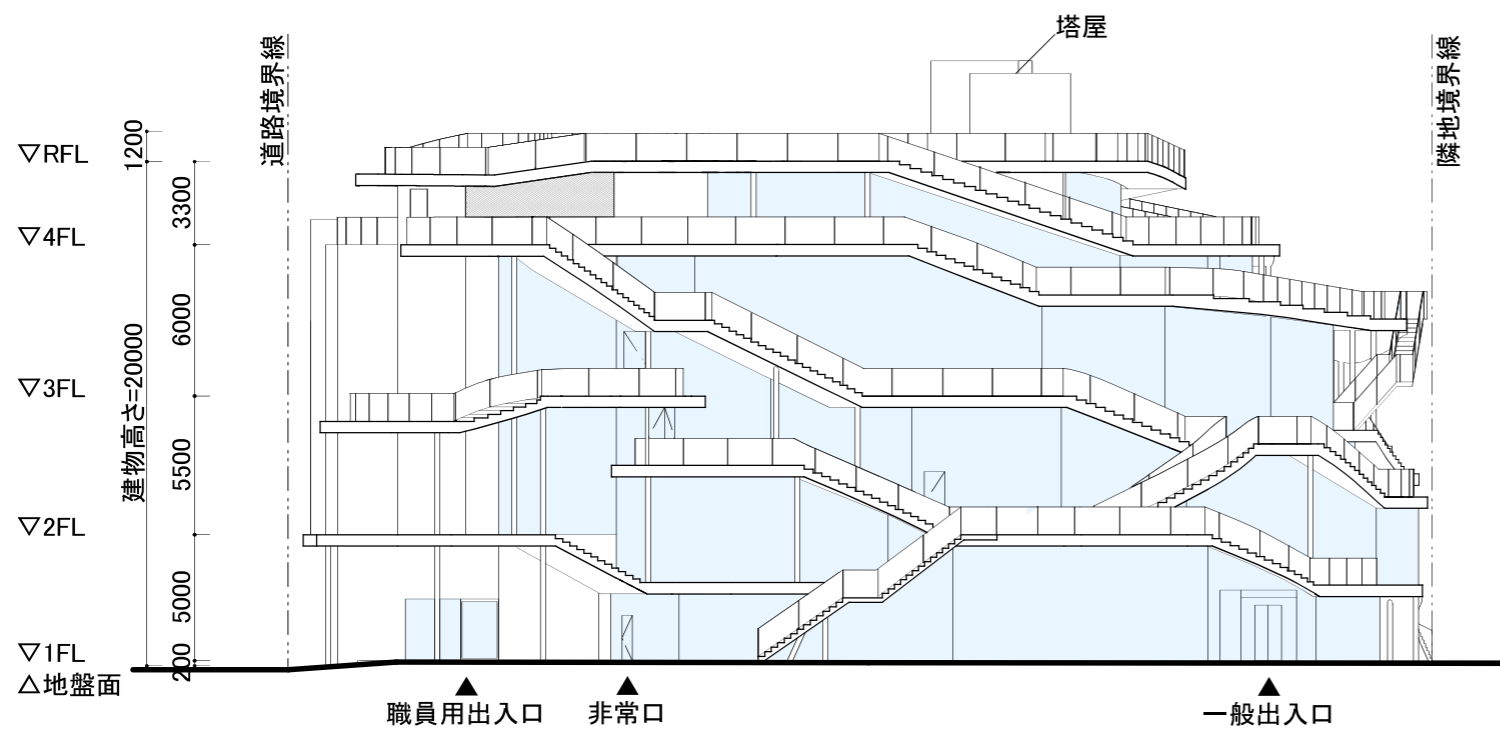 塔屋
道路境界線
隣地境界線
▽RFL
▽4FL
▽3FL
▽2FL
▽1FL
△地盤面
1200
建物高さ=20000
3300
6000
5500
5000
200
職員用出入口
非常口
一般出入口